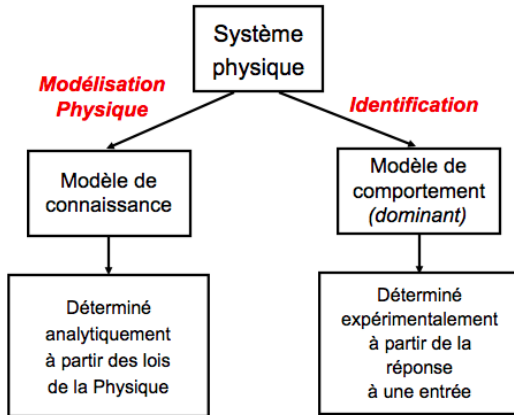 Système
physique
Modélisation
Physique
Identification
Modèle de
connaissance
Modèle de
comportement
(dominant)
Déterminé
analytiquement
à partir des lois
de la Physique
Déterminé
expérimentalement
à partir de la
réponse
à une entrée